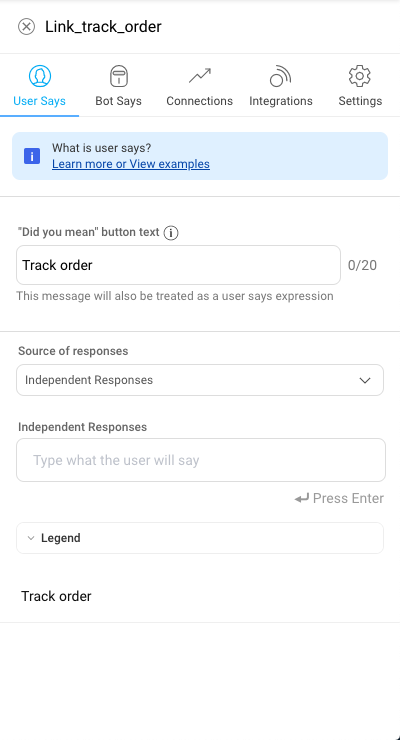 Link_track_order
User Says
Bot Says
Connections
Integrations
Settings
What is user says?
Learn more or View examples
"Did you mean" button text
Track order
0/20
This message will also be treated as a user says expression
Source of responses
Independent Responses
Independent Responses
Type what the user will say
Press Enter
Legend
Track order